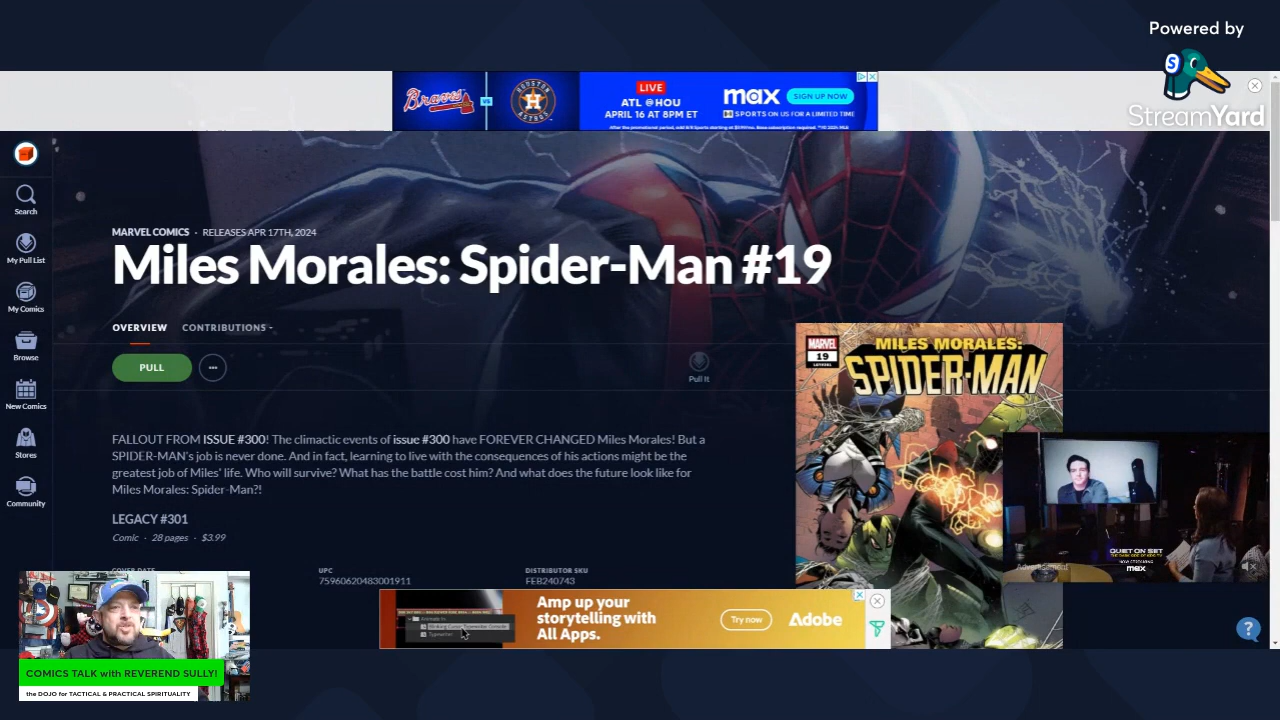 Powered by
StreamYard
Braves
VS
HOUSTON
ASTROS
LIVE
ATL @HOU
APRIL 16 AT 8PM ET
max
SIGN UP NOW
SPORTS ON US FOR A LIMITED TIME
Search
My Pull List
My Comics
Browse
New Comics
Stores
Community
MARVEL COMICS · RELEASES APR 17TH, 2024
Miles Morales: Spider-Man #19
OVERVIEW CONTRIBUTIONS
PULL
Pull It
FALLOUT FROM ISSUE #300! The climactic events of issue #300 have FOREVER CHANGED Miles Morales! But a
SPIDER-MAN's job is never done. And in fact, learning to live with the consequences of his actions might be the
greatest job of Miles' life. Who will survive? What has the battle cost him? And what does the future look like for
Miles Morales: Spider-Man?!
LEGACY #301
Comic · 28 pages · $3.99
COVER DATE
UPC
75960620483001911
DISTRIBUTOR SKU
FEB240743
MARVEL
19
MILES MORALES:
SPIDER-MAN
QUIET ON SET
NOW STREAMING
max
Advertisement
Amp up your
storytelling with
All Apps.
Try now
Adobe
?
COMICS TALK with REVEREND SULLY!
the DOJO for TACTICAL & PRACTICAL SPIRITUALITY